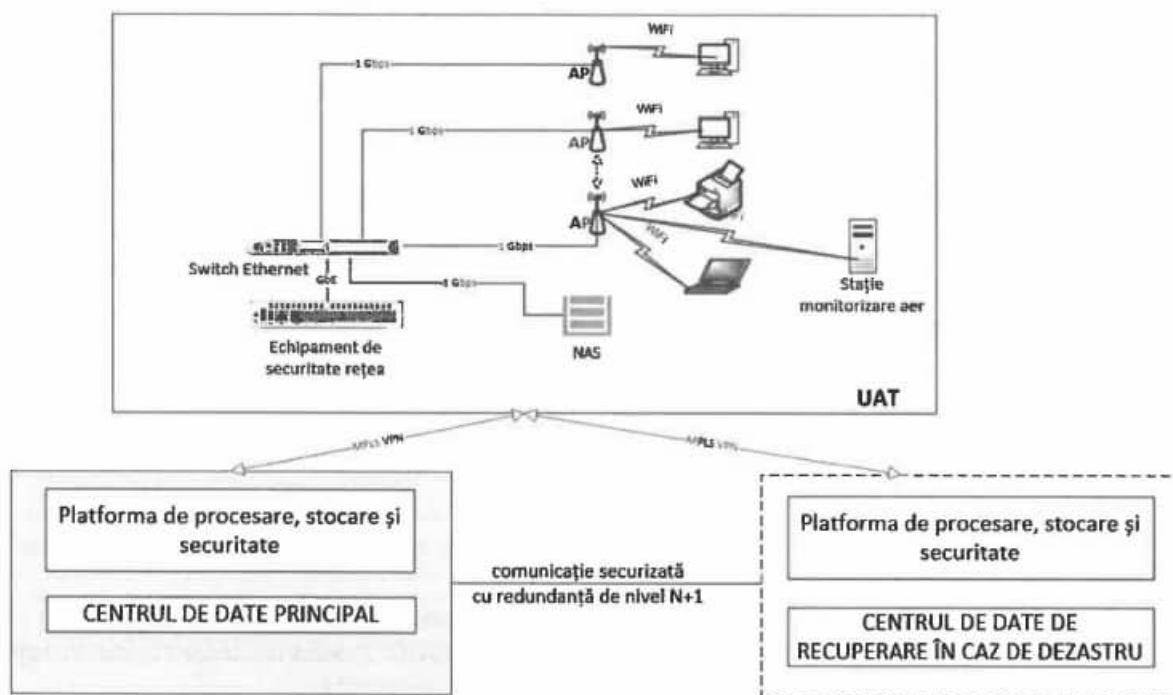 WiFi
1 Gbps
AP
WiFi
1 Gbps
AP
WiFi
AP
WiFi
1 Gbps
Switch Ethernet
GbE
1 Gbps
Stație
monitorizare aer
Echipament de
securitate rețea
NAS
UAT
MPLS VPN
MPLS VPN
Platforma de procesare, stocare și
securitate
CENTRUL DE DATE PRINCIPAL
comunicație securizată
cu redundanță de nivel N+1
Platforma de procesare, stocare și
securitate
CENTRUL DE DATE DE
RECUPERARE ÎN CAZ DE DEZASTRU